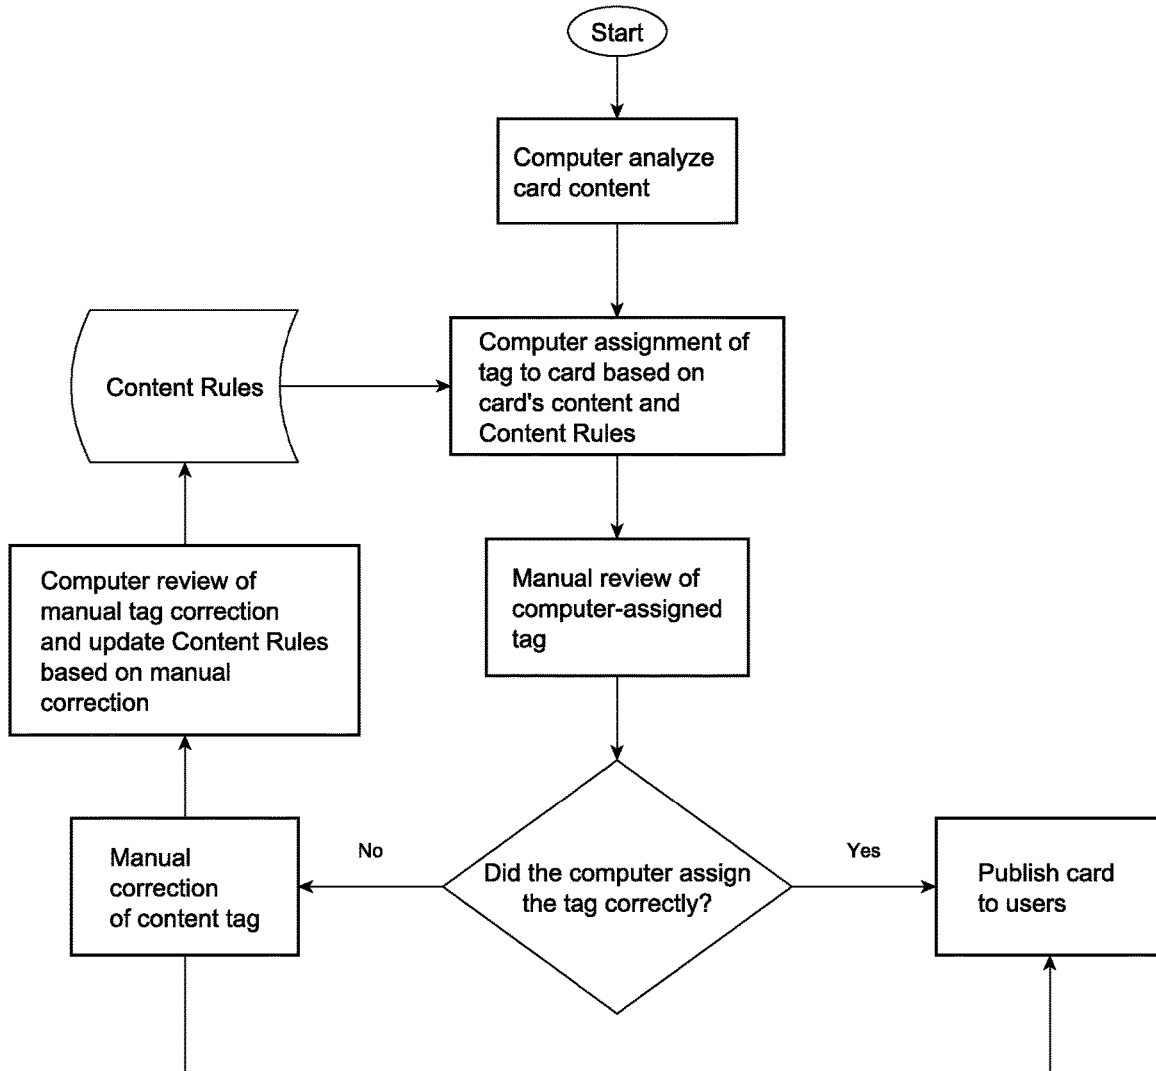 Start
Computer analyze
card content
Content Rules
Computer assignment of
tag to card based on
card's content and
Content Rules
Computer review of
manual tag correction
and update Content Rules
based on manual
correction
Manual review of
computer-assigned
tag
Manual
correction
of content tag
No
Did the computer assign
the tag correctly?
Yes
Publish card
to users